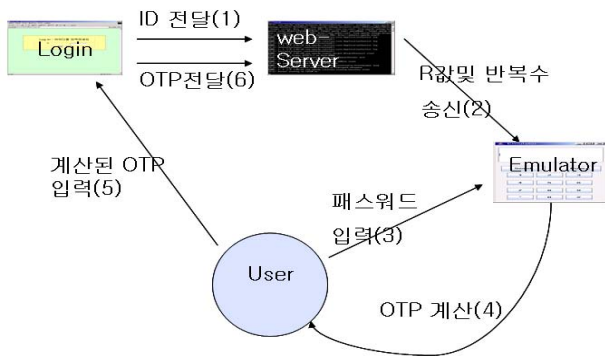 ID 전달(1)
Login
web-
Server
OTP전달(6)
R값및 반복수
송신(2)
Emulator
계산된 OTP
입력(5)
패스워드
입력(3)
User
OTP 계산(4)